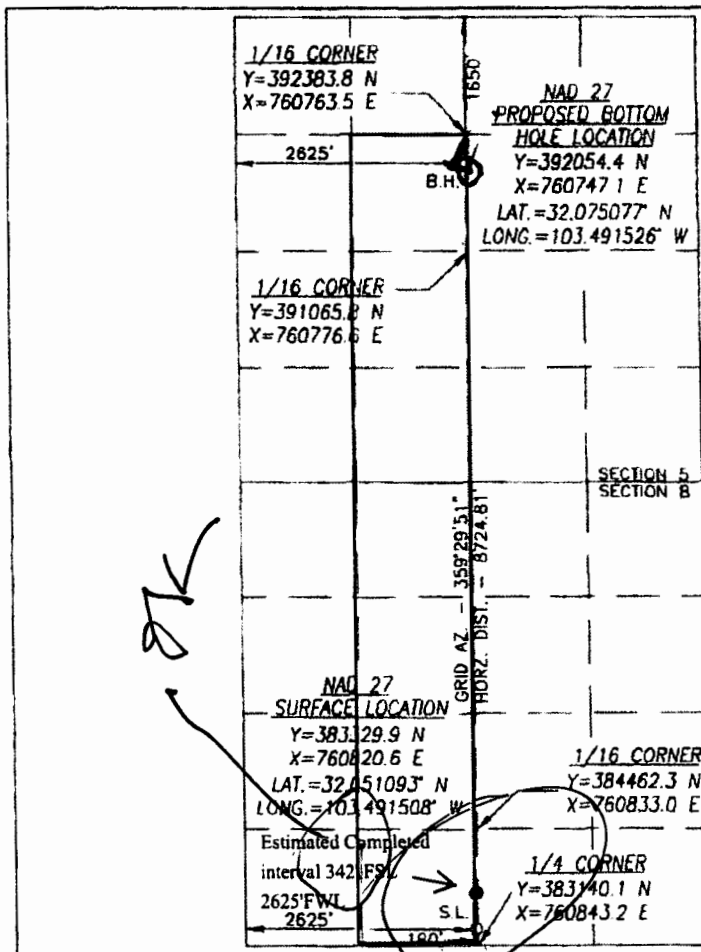 1/16 CORNER
Y=392383.8 N
X=760763.5 E
1650'
NAD 27
PROPOSED BOTTOM
HOLE LOCATION
Y=392054.4 N
X=760747.1 E
LAT.=32.075077° N
LONG.=103.491526° W
2625'
B.H.
1/16 CORNER
Y=391065.8 N
X=760776.6 E
SECTION 5
SECTION 8
GRID AZ. - 359°29'51"
HORZ. DIST. - 8724.81'
NAD 27
SURFACE LOCATION
Y=383329.9 N
X=760820.6 E
LAT.=32.051093° N
LONG.=103.491508° W
1/16 CORNER
Y=384462.3 N
X=760833.0 E
Estimated Completed
interval 342'FSL
2625'FWL
2625'
S.L.
190'
1/4 CORNER
Y=383140.1 N
X=760843.2 E